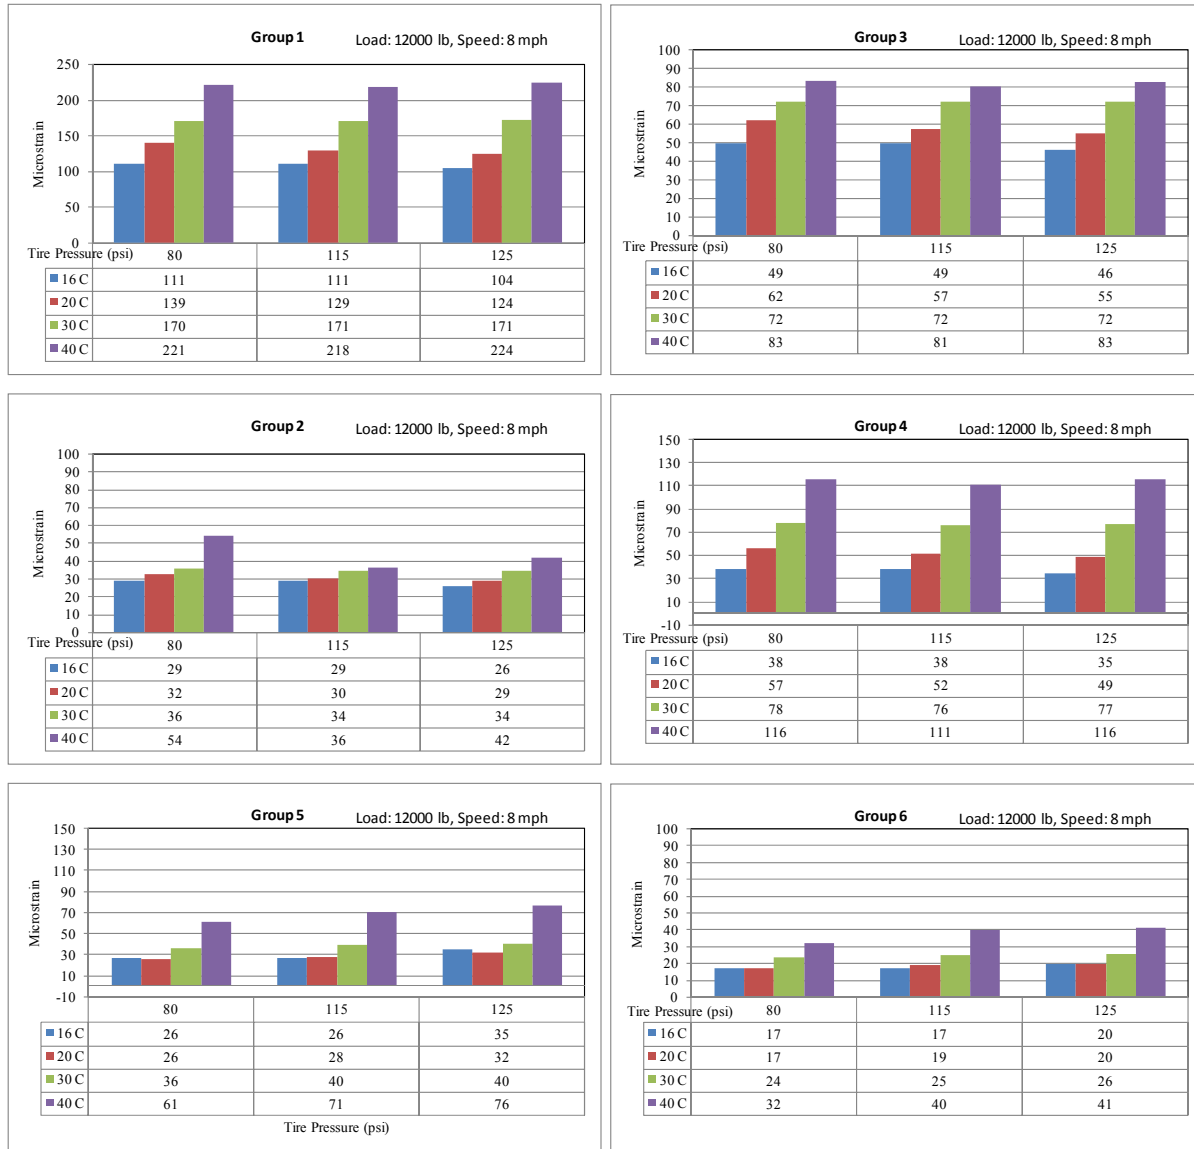 Group 1 Load: 12000 lb, Speed: 8 mph
250
200
150
100
50
0
Microstrain
Tire Pressure (psi) 80 115 125
16 C 111 111 104
20 C 139 129 124
30 C 170 171 171
40 C 221 218 224
Group 3 Load: 12000 lb, Speed: 8 mph
100
90
80
70
60
50
40
30
20
10
0
Microstrain
Tire Pressure (psi) 80 115 125
16 C 49 49 46
20 C 62 57 55
30 C 72 72 72
40 C 83 81 83
Group 2 Load: 12000 lb, Speed: 8 mph
100
90
80
70
60
50
40
30
20
10
0
Microstrain
Tire Pressure (psi) 80 115 125
16 C 29 29 26
20 C 32 30 29
30 C 36 34 34
40 C 54 36 42
Group 4 Load: 12000 lb, Speed: 8 mph
150
130
110
90
70
50
30
10
-10
Microstrain
Tire Pressure (psi) 80 115 125
16 C 38 38 35
20 C 57 52 49
30 C 78 76 77
40 C 116 111 116
Group 5 Load: 12000 lb, Speed: 8 mph
150
130
110
90
70
50
30
10
-10
Microstrain
80 115 125
16 C 26 26 35
20 C 26 28 32
30 C 36 40 40
40 C 61 71 76
Tire Pressure (psi)
Group 6 Load: 12000 lb, Speed: 8 mph
100
90
80
70
60
50
40
30
20
10
0
Microstrain
Tire Pressure (psi) 80 115 125
16 C 17 17 20
20 C 17 19 20
30 C 24 25 26
40 C 32 40 41